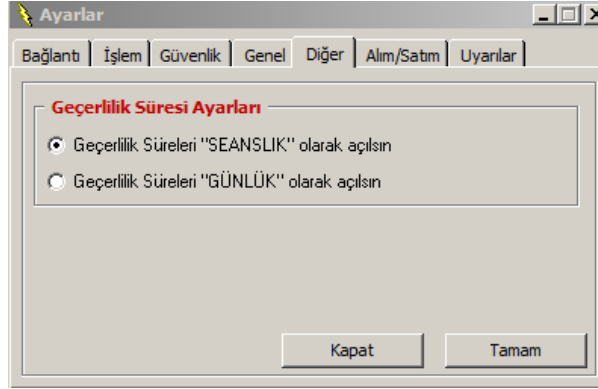 Ayarlar
Bağlantı İşlem Güvenlik Genel Diğer Alım/Satım Uyarılar
Geçerlilik Süresi Ayarları
Geçerlilik Süreleri "SEANSLIK" olarak açılsın
Geçerlilik Süreleri "GÜNLÜK" olarak açılsın
Kapat Tamam